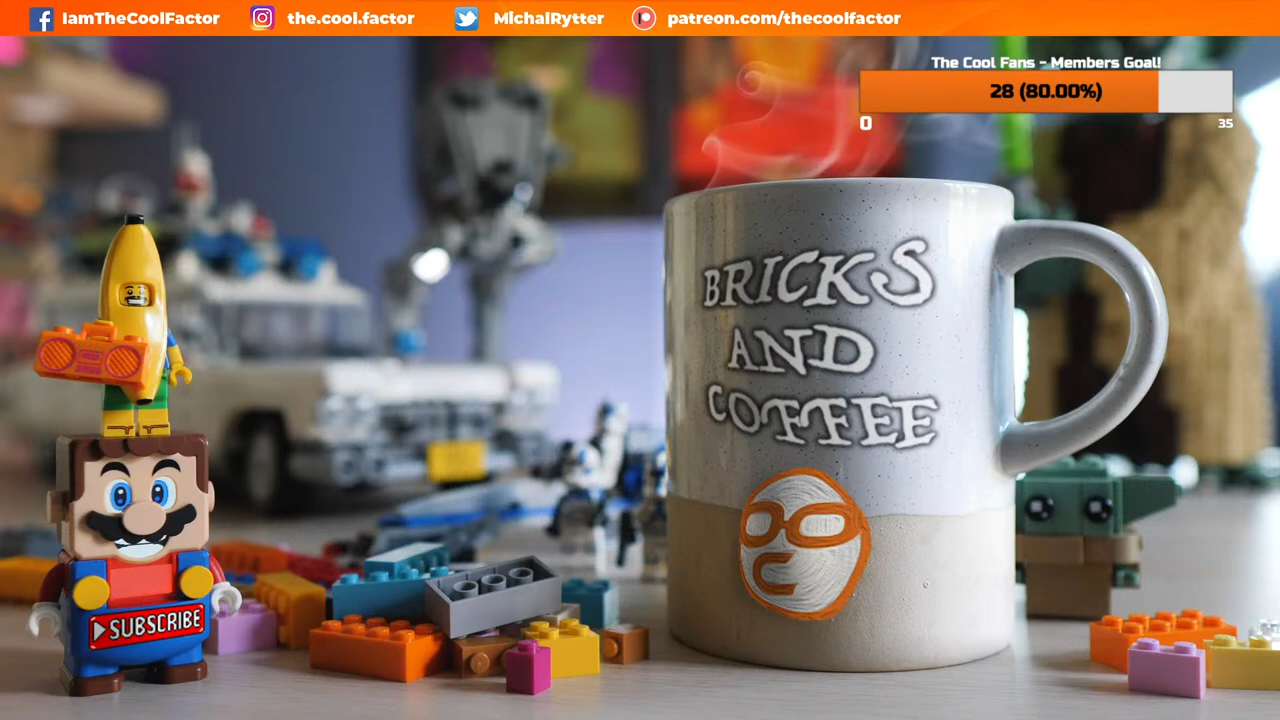 IamTheCoolFactor the.cool.factor MichalRytter patreon.com/thecoolfactor
The Cool Fans - Members Goal!
28 (80.00%)
0 35
BRICKS
AND
COFFEE
SUBSCRIBE